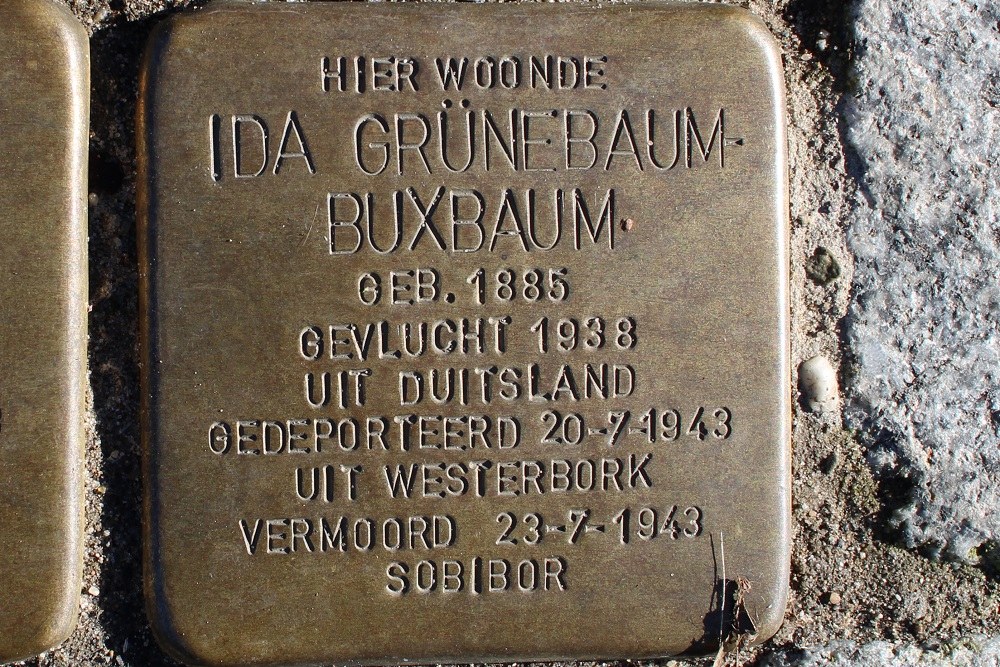 HIER WOONDE
IDA GRÜNEBAUM-
BUXBAUM
GEB. 1885
GEVLUCHT 1938
UIT DUITSLAND
GEDEPORTEERD 20-7-1943
UIT WESTERBORK
VERMOORD 23-7-1943
SOBIBOR